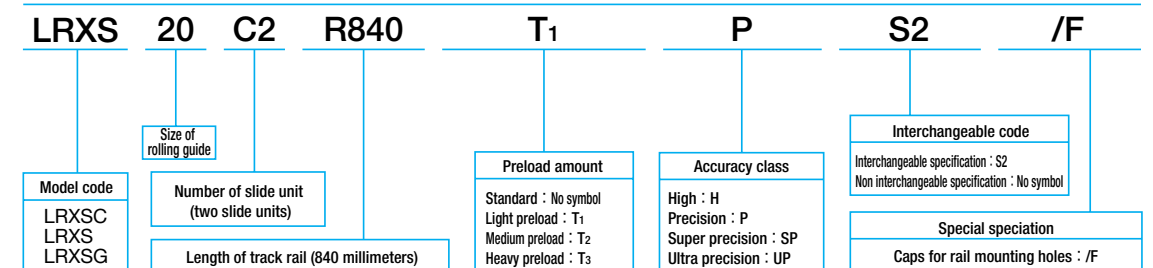 LRXS 20 C2 R840 T1 P S2 /F
Size of
rolling guide
Model code
LRXSC
LRXS
LRXSG
Number of slide unit
(two slide units)
Length of track rail (840 millimeters)
Preload amount
Standard : No symbol
Light preload : T1
Medium preload : T2
Heavy preload : T3
Accuracy class
High : H
Precision : P
Super precision : SP
Ultra precision : UP
Interchangeable code
Interchangeable specification : S2
Non interchangeable specification : No symbol
Special speciation
Caps for rail mounting holes : /F